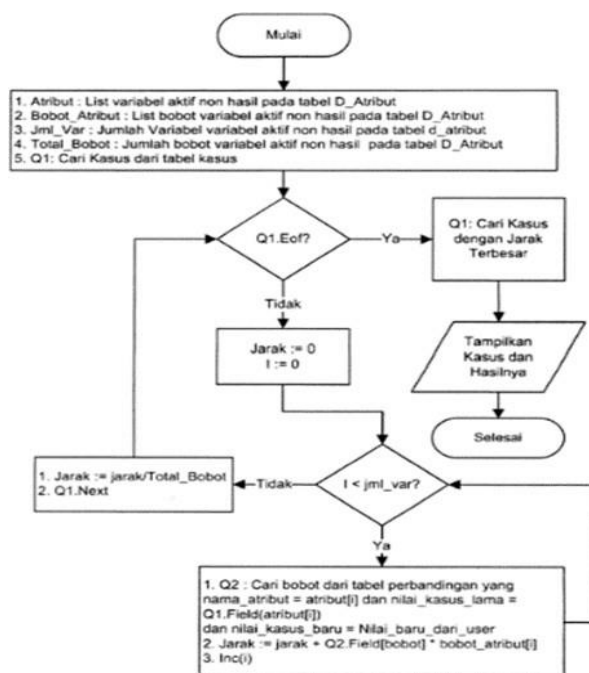 Mulai
1. Atribut : List variabel aktif non hasil pada tabel D_Atribut
2. Bobot_Atribut : List bobot variabel aktif non hasil pada tabel D_Atribut
3. Jml_Var : Jumlah Variabel variabel aktif non hasil pada tabel d_atribut
4. Total_Bobot : Jumlah bobot variabel aktif non hasil pada tabel D_Atribut
5. Q1: Cari Kasus dari tabel kasus
Q1.Eof?
Ya
Q1: Cari Kasus
dengan Jarak
Terbesar
Tidak
Jarak := 0
I := 0
Tampilkan
Kasus dan
Hasilnya
Selesai
I < jml_var?
Tidak
1. Jarak := jarak/Total_Bobot
2. Q1.Next
Ya
1. Q2 : Cari bobot dari tabel perbandingan yang
nama_atribut = atribut[i] dan nilai_kasus_lama =
Q1.Field(atribut[i])
dan nilai_kasus_baru = Nilai_baru_dari_user
2. Jarak := jarak + Q2.Field[bobot] * bobot_atribut[i]
3. Inc(i)